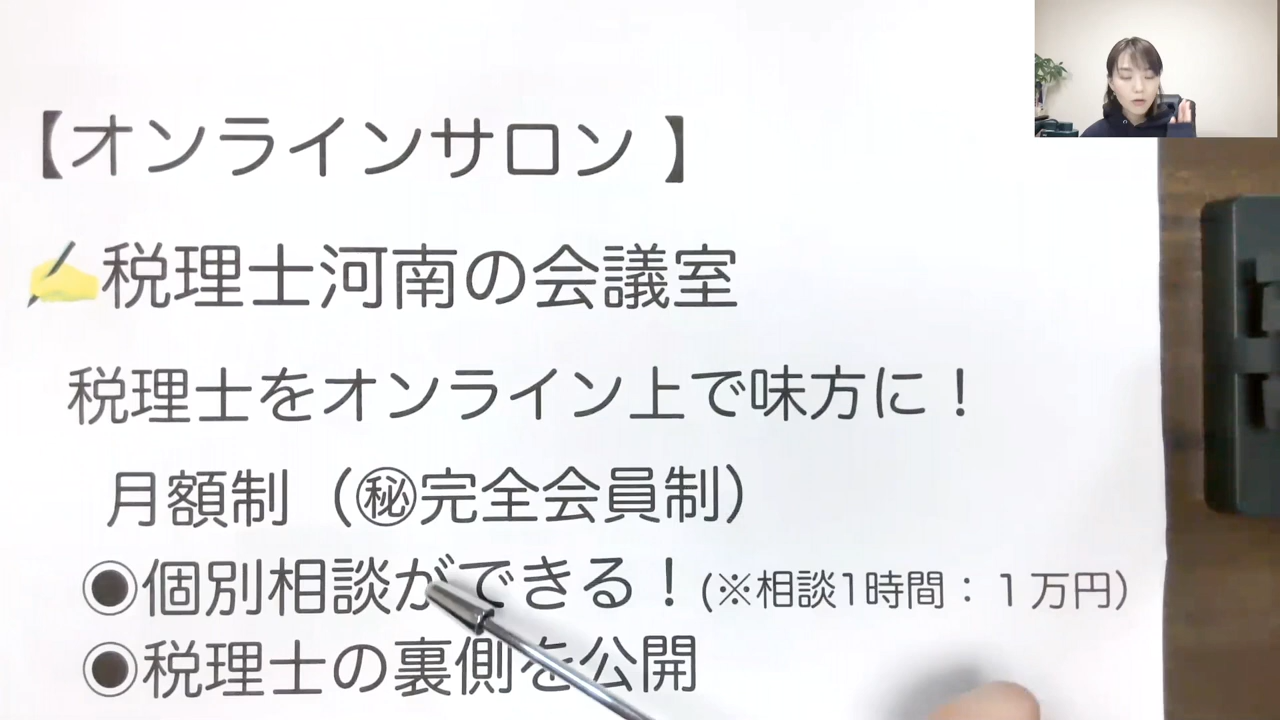 【オンラインサロン 】
✍税理士河南の会議室
税理士をオンライン上で味方に！
月額制（㊙完全会員制）
◉個別相談ができる！(※相談1時間：１万円）
◉税理士の裏側を公開